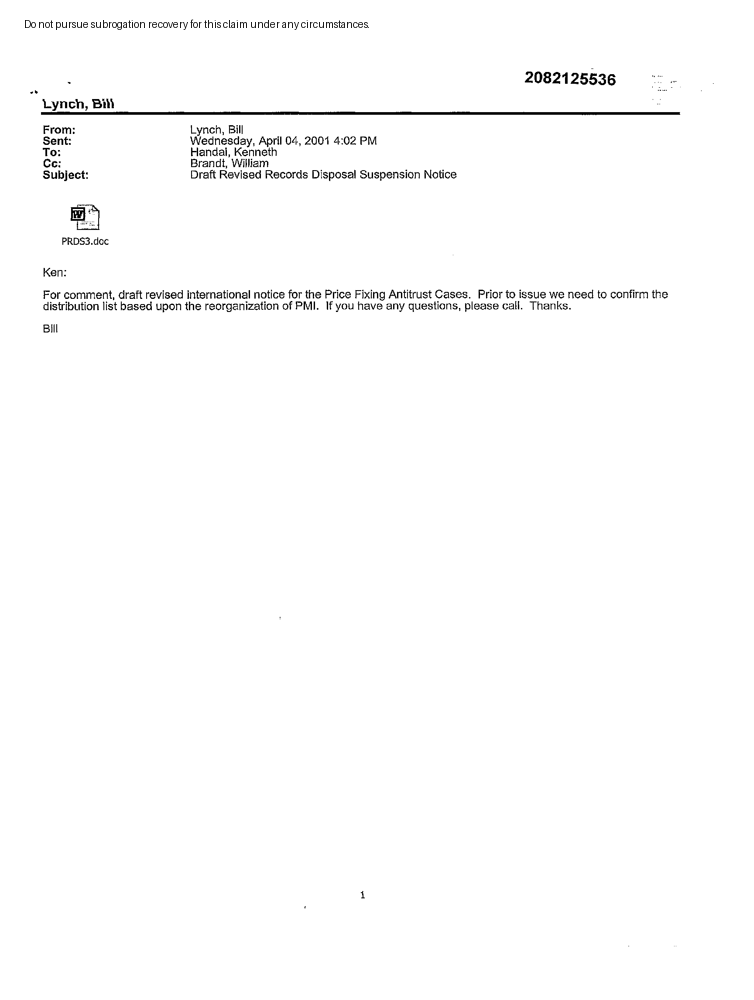 Do not pursue subrogation recovery for this claim under any circumstances.
2082125536
Lynch, Bill
From: Lynch, Bill
Sent: Wednesday, April 04, 2001 4:02 PM
To: Handal, Kenneth
Cc: Brandt, William
Subject: Draft Revised Records Disposal Suspension Notice
PRDS3.doc
Ken:
For comment, draft revised international notice for the Price Fixing Antitrust Cases. Prior to issue we need to confirm the
distribution list based upon the reorganization of PMI. If you have any questions, please call. Thanks.
Bill
1